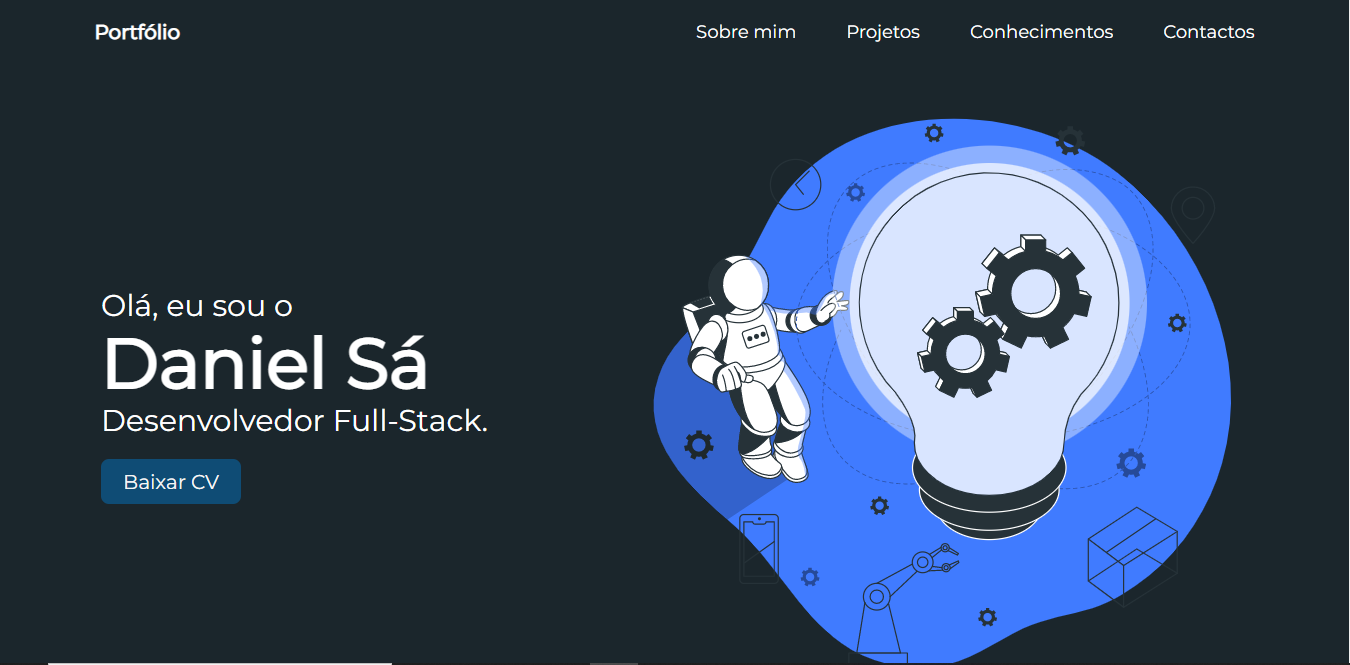 Portfólio
Sobre mim
Projetos
Conhecimentos
Contactos
Olá, eu sou o
Daniel Sá
Desenvolvedor Full-Stack.
Baixar CV